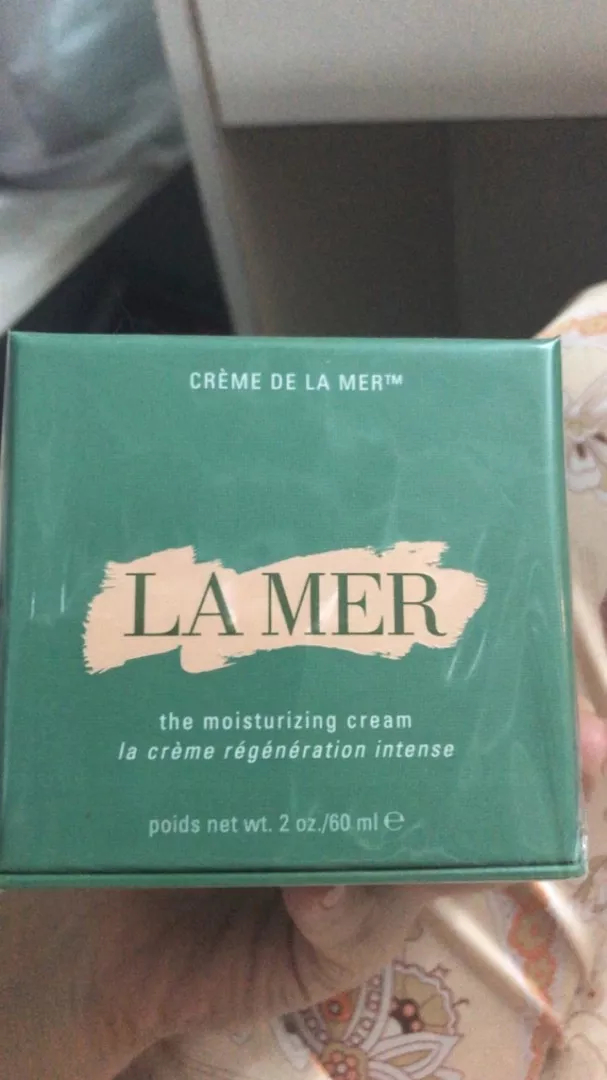 CRÈME DE LA MER™
LA MER
the moisturizing cream
la crème régénération intense
poids net wt. 2 oz./60 ml ℮